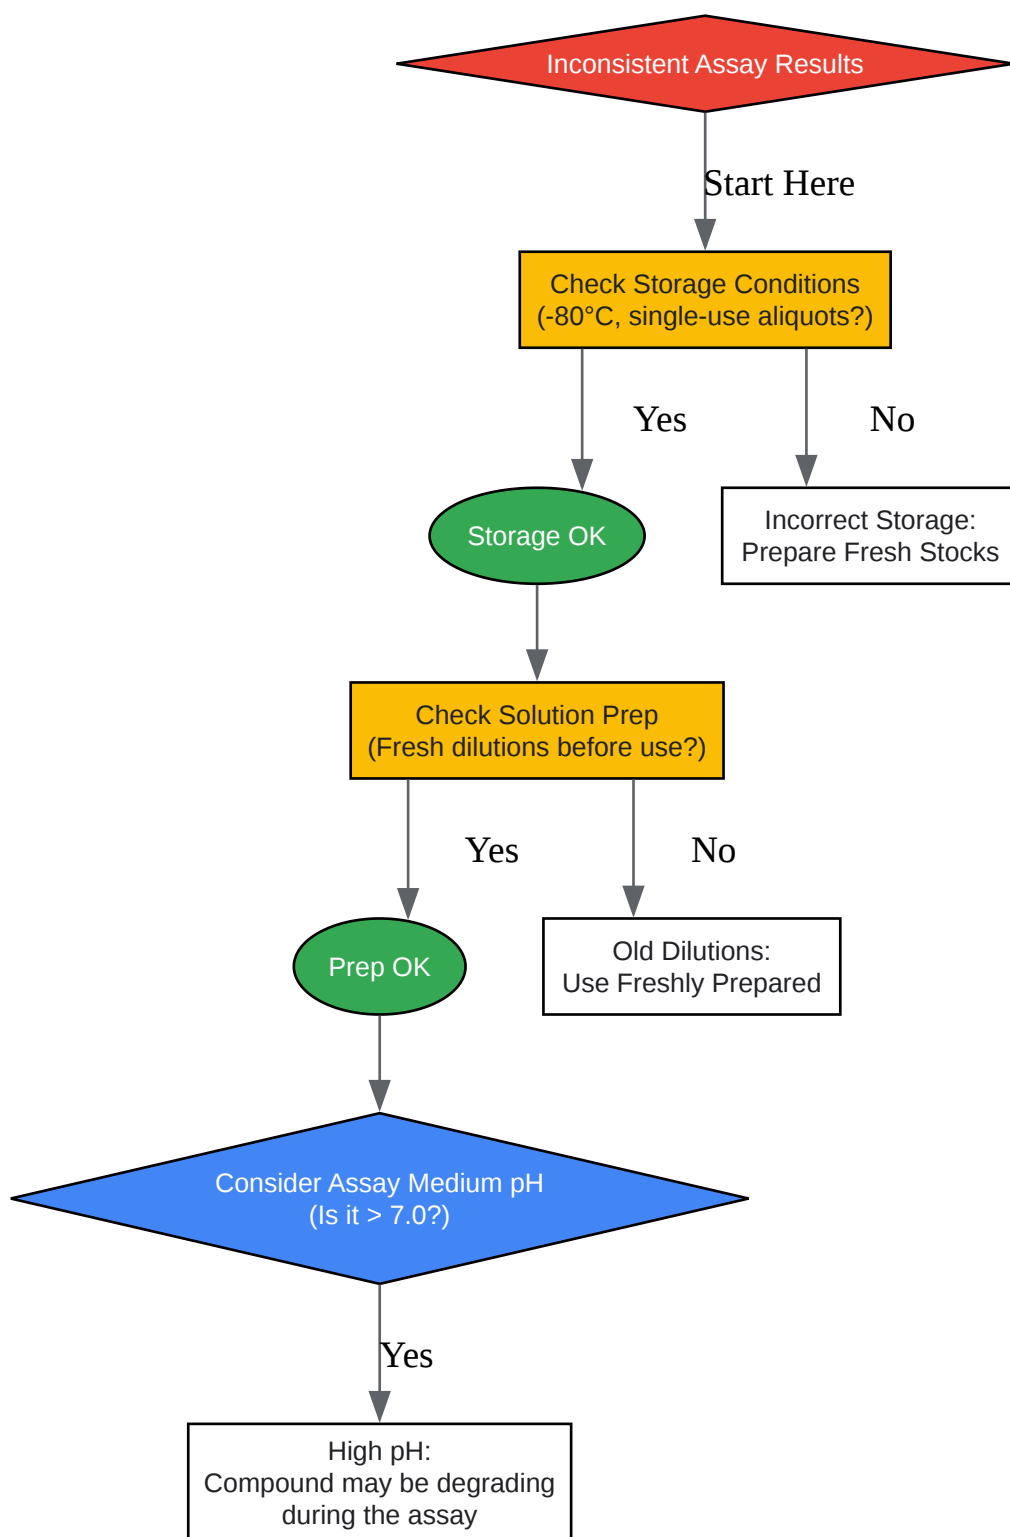 Inconsistent Assay Results
Start Here
Check Storage Conditions
(-80°C, single-use aliquots?)
Yes
No
Storage OK
Incorrect Storage:
Prepare Fresh Stocks
Check Solution Prep
(Fresh dilutions before use?)
Yes
No
Prep OK
Old Dilutions:
Use Freshly Prepared
Consider Assay Medium pH
(Is it > 7.0?)
Yes
High pH:
Compound may be degrading
during the assay